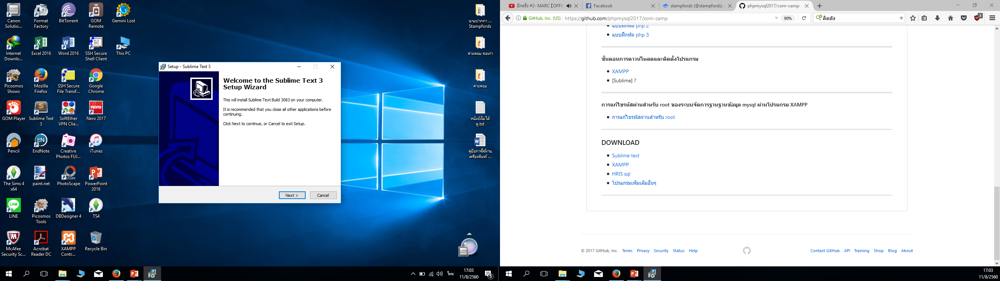 Canon
Solutio...
Format
Factory
BitTorrent
GOM
Remote
Gemini Lost
Internet
Downlo...
Excel 2016
Word 2016
SSH Secure
Shell Client
This PC
Picosmos
Shows
Mozilla
Firefox
SSH Secure
File Transf...
Google
Chrome
GOM Player
Sublime Text
3
SoftEther
VPN Clie...
Nero 2017
Pencil
EndNote
Creative
Photos FUJ...
iTunes
The Sims 4
x64
paint.net
PhotoScape
PowerPoint
2016
LINE
Picosmos
Tools
DBDesigner 4
TS4
McAfee
Security Sc...
Acrobat
Reader DC
XAMPP
Contr...
Recycle Bin
Setup - Sublime Text 3
Welcome to the Sublime Text 3
Setup Wizard
This will install Sublime Text Build 3083 on your computer.
It is recommended that you close all other applications before
continuing.
Click Next to continue, or Cancel to exit Setup.
Next >
Cancel
นามปากกา ...
Stampfords
ค่ายคอม ขอเก่า
ค่ายคอม
หนังยังไม่ได้
ดู.txt
คู่มือการใช้งาน
เครื่องพิมพ์ ...
ไทย
17:03
11/8/2560
5
อีกครั้ง #2- MARC [OFFIC
Facebook
stampfords (@stampfords)
phpmysql2017/com-camp:
GitHub, Inc. (US)
https://github.com/phpmysql2017/com-camp
90%
คิดดัง
3
แบบฝึกหัด php 2
แบบฝึกหัด php 3
ขั้นตอนการดาวน์โหลดและติดตั้งโปรแกรม
XAMPP
[Sublime] ?
การแก้ไขรหัสผ่านสำหรับ root ของระบบจัดการฐานฐานข้อมูล mysql ผ่านโปรแกรม XAMPP
การแก้ไขรหัสผ่านสำหรับ root
DOWNLOAD
Sublime text
XAMPP
HRIS sql
โปรแกรมเพิ่มเติมอื่นๆ
© 2017 GitHub, Inc. Terms Privacy Security Status Help
Contact GitHub API Training Shop Blog About
17:03
11/8/2560